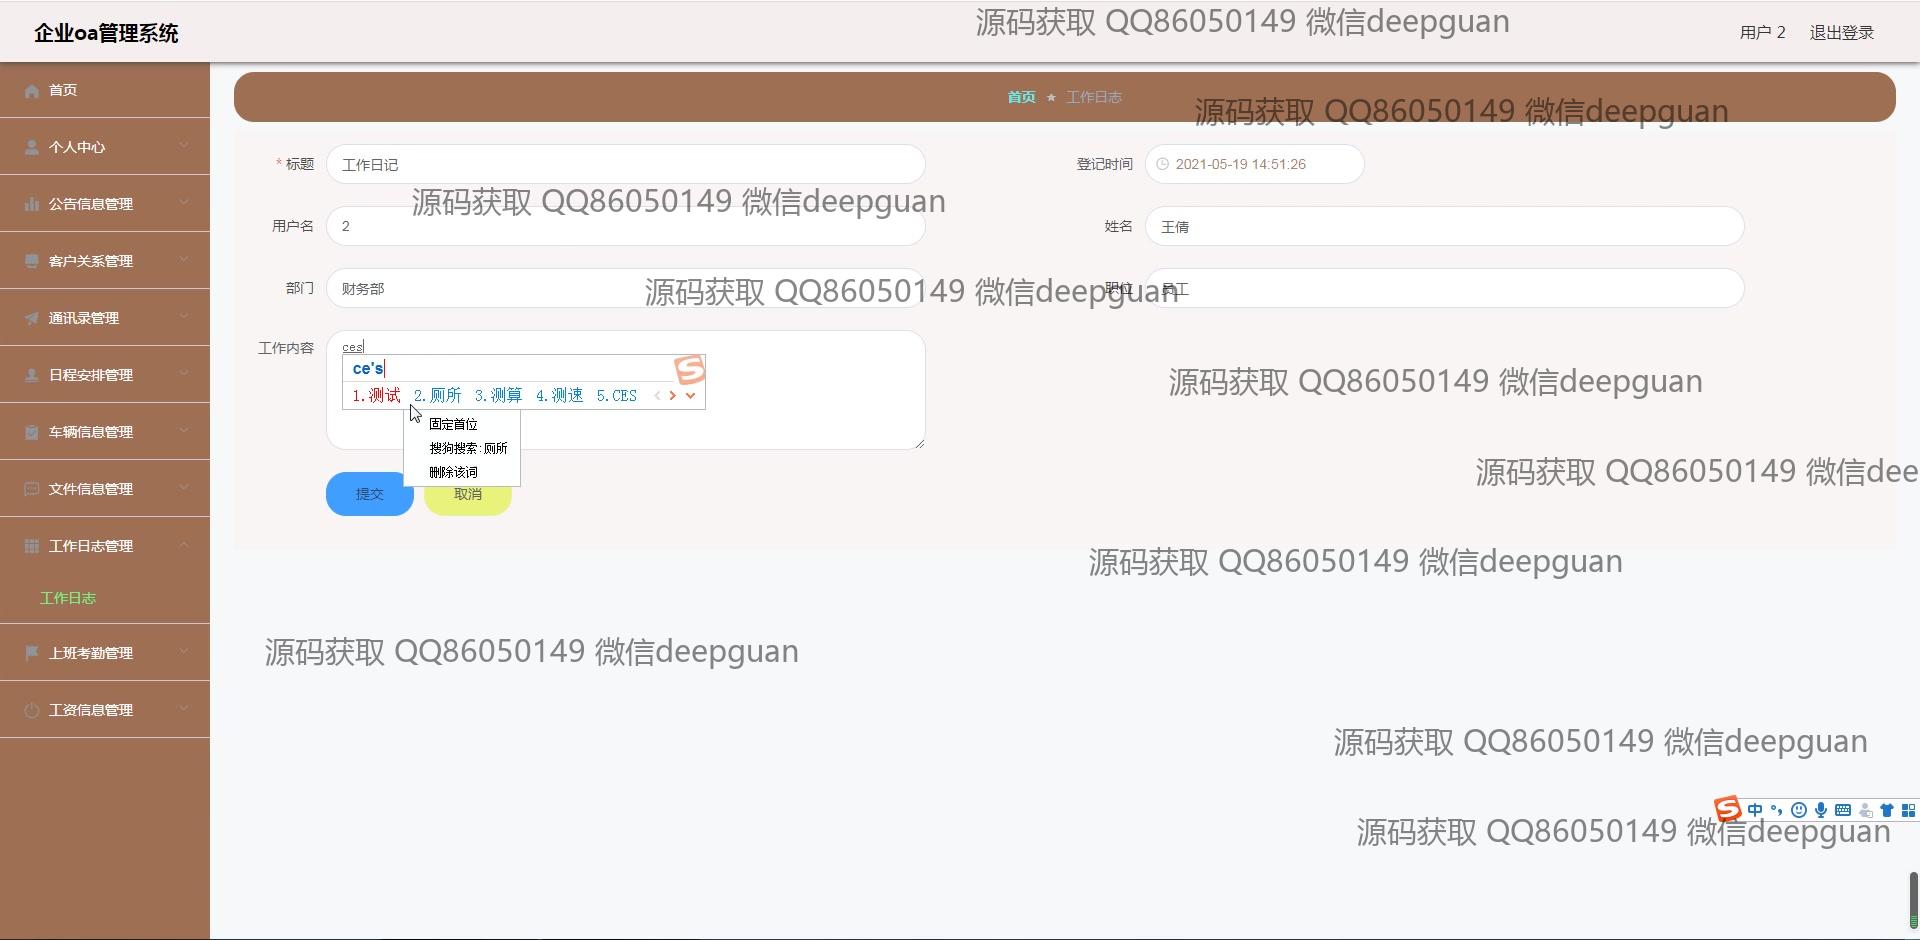 企业oa管理系统
源码获取 QQ86050149 微信deepguan
用户 2 退出登录
首页
个人中心
公告信息管理
客户关系管理
通讯录管理
日程安排管理
车辆信息管理
文件信息管理
工作日志管理
工作日志
上班考勤管理
工资信息管理
首页 ★ 工作日志
源码获取 QQ86050149 微信deepguan
* 标题 工作日记
登记时间 2021-05-19 14:51:26
源码获取 QQ86050149 微信deepguan
用户名 2
姓名 王倩
部门 财务部
源码获取 QQ86050149 微信deepguan
职位 员工
工作内容 ces
ce's
1.测试 2.厕所 3.测算 4.测速 5.CES
固定首位
搜狗搜索:厕所
删除该词
源码获取 QQ86050149 微信deepguan
源码获取 QQ86050149 微信dee
提交 取消
源码获取 QQ86050149 微信deepguan
源码获取 QQ86050149 微信deepguan
源码获取 QQ86050149 微信deepguan
中
源码获取 QQ86050149 微信deepguan